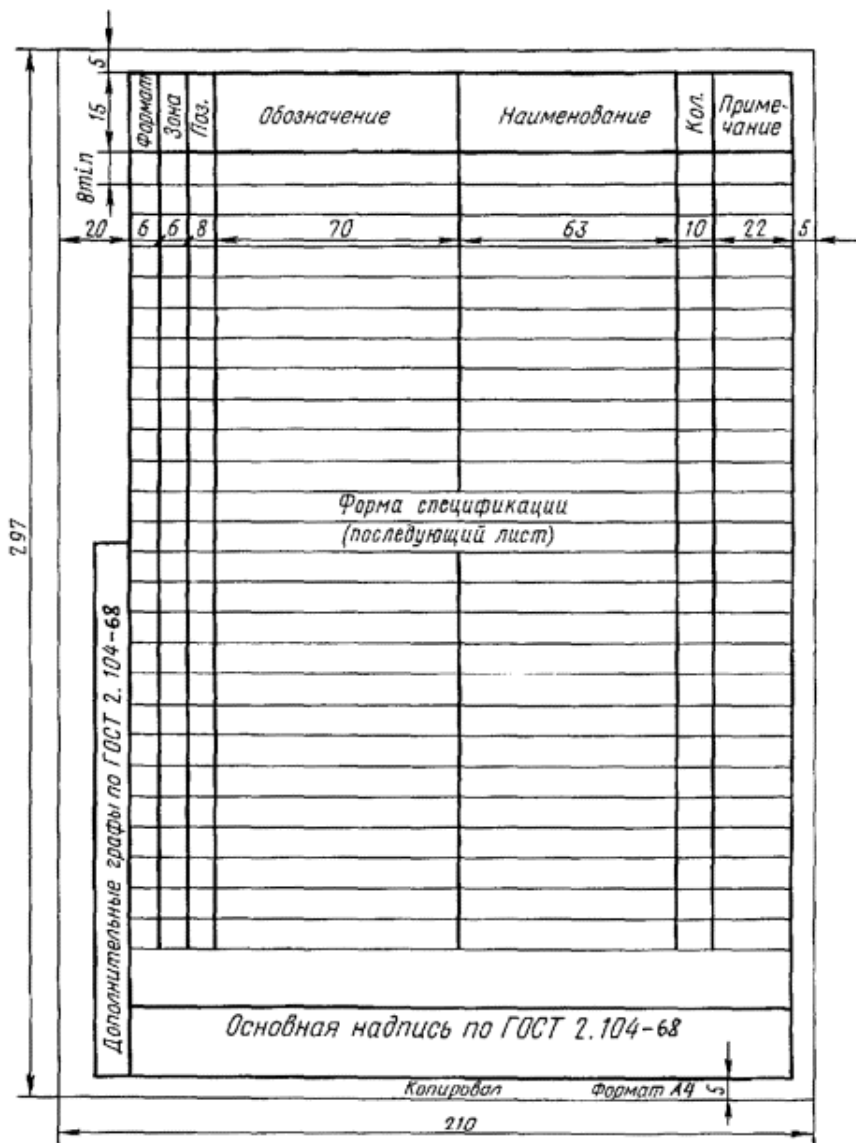 5
15
Формат
Зона
Поз.
Обозначение
Наименование
Кол.
Приме-
чание
8min
20
6
6
8
70
63
10
22
5
297
Форма спецификации
(последующий лист)
Дополнительные графы по ГОСТ 2.104-68
Основная надпись по ГОСТ 2.104-68
Копировал
Формат А4
5
210